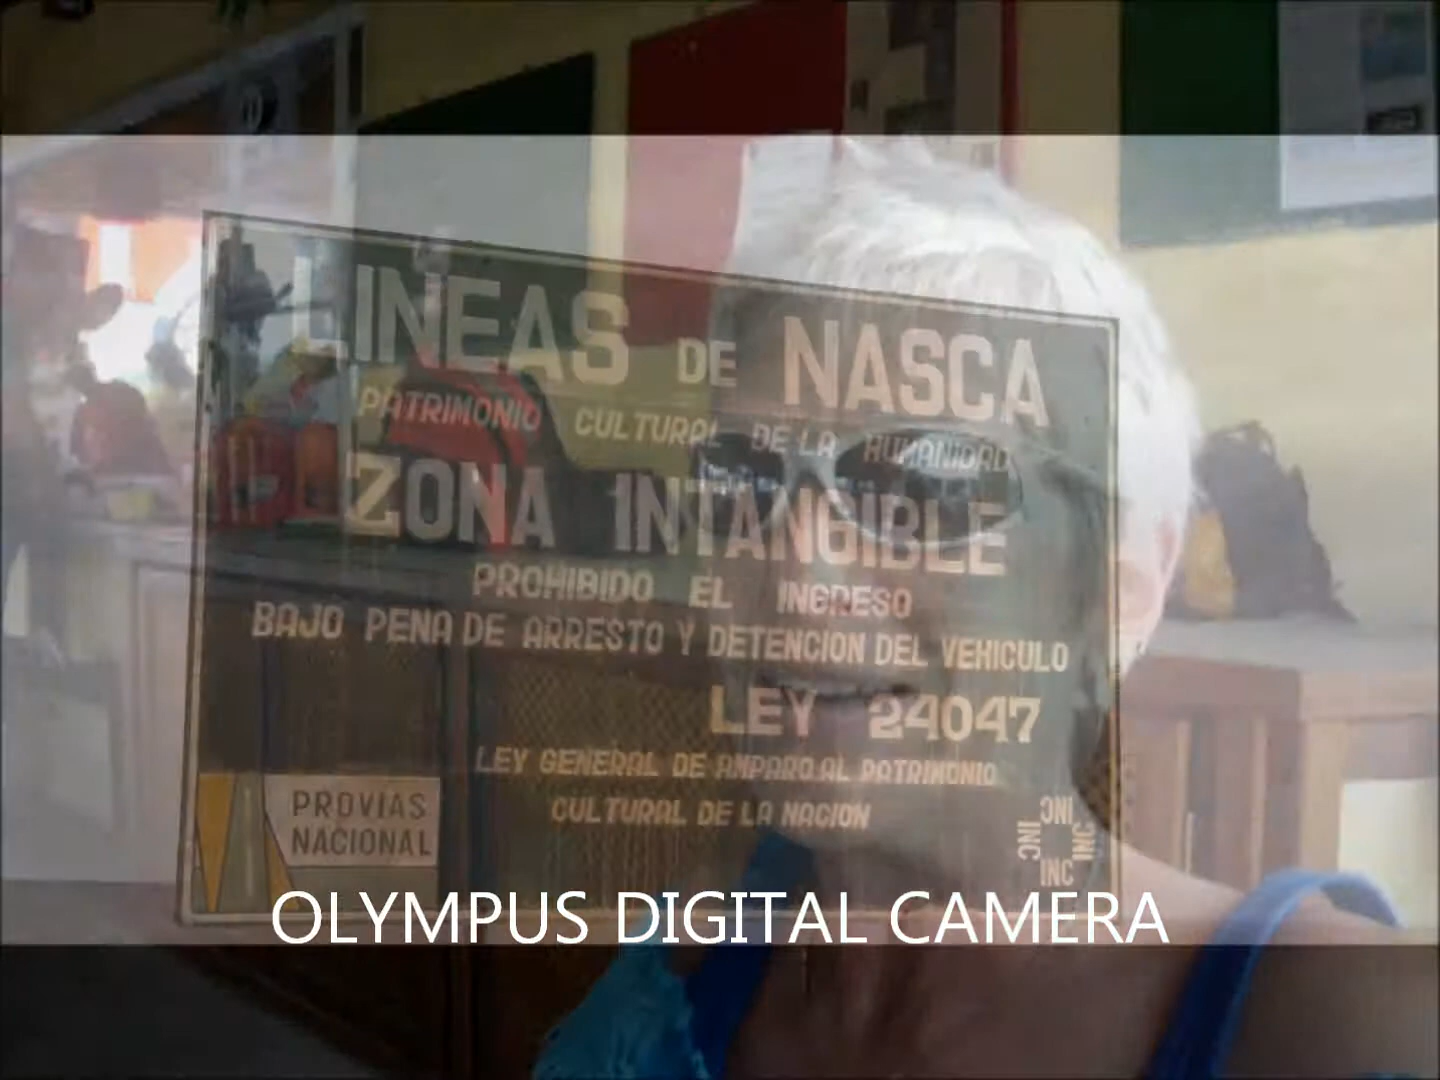 LINEAS DE NASCA
PATRIMONIO CULTURAL DE LA HUMANIDAD
ZONA INTANGIBLE
PROHIBIDO EL INGRESO
BAJO PENA DE ARRESTO Y DETENCION DEL VEHICULO
LEY 24047
LEY GENERAL DE AMPARO AL PATRIMONIO
CULTURAL DE LA NACION
PROVIAS
NACIONAL
INC
INC
INC
INC
OLYMPUS DIGITAL CAMERA